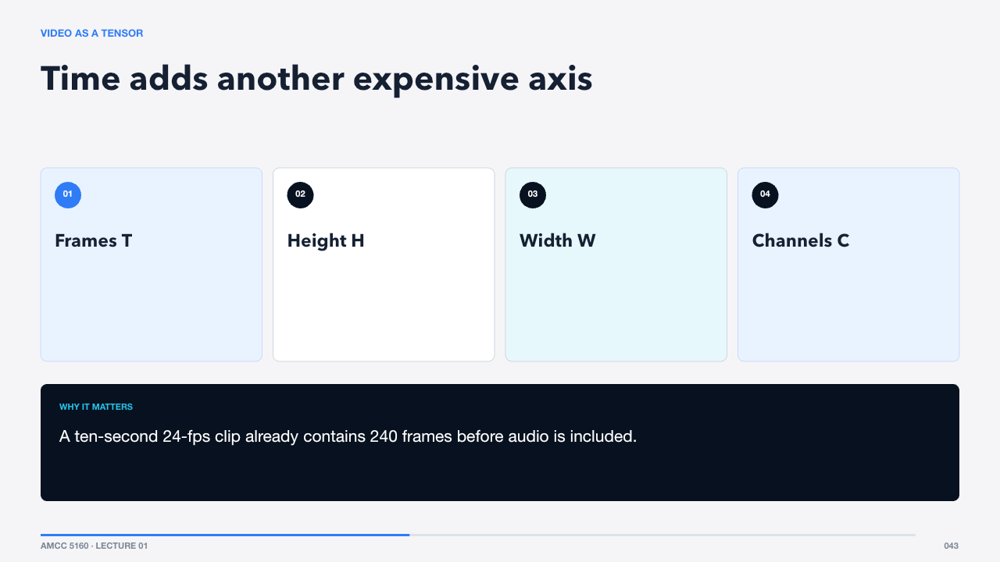 VIDEO AS A TENSOR
Time adds another expensive axis
01
Frames T
02
Height H
03
Width W
04
Channels C
WHY IT MATTERS
A ten-second 24-fps clip already contains 240 frames before audio is included.
AMCC 5160 · LECTURE 01
043